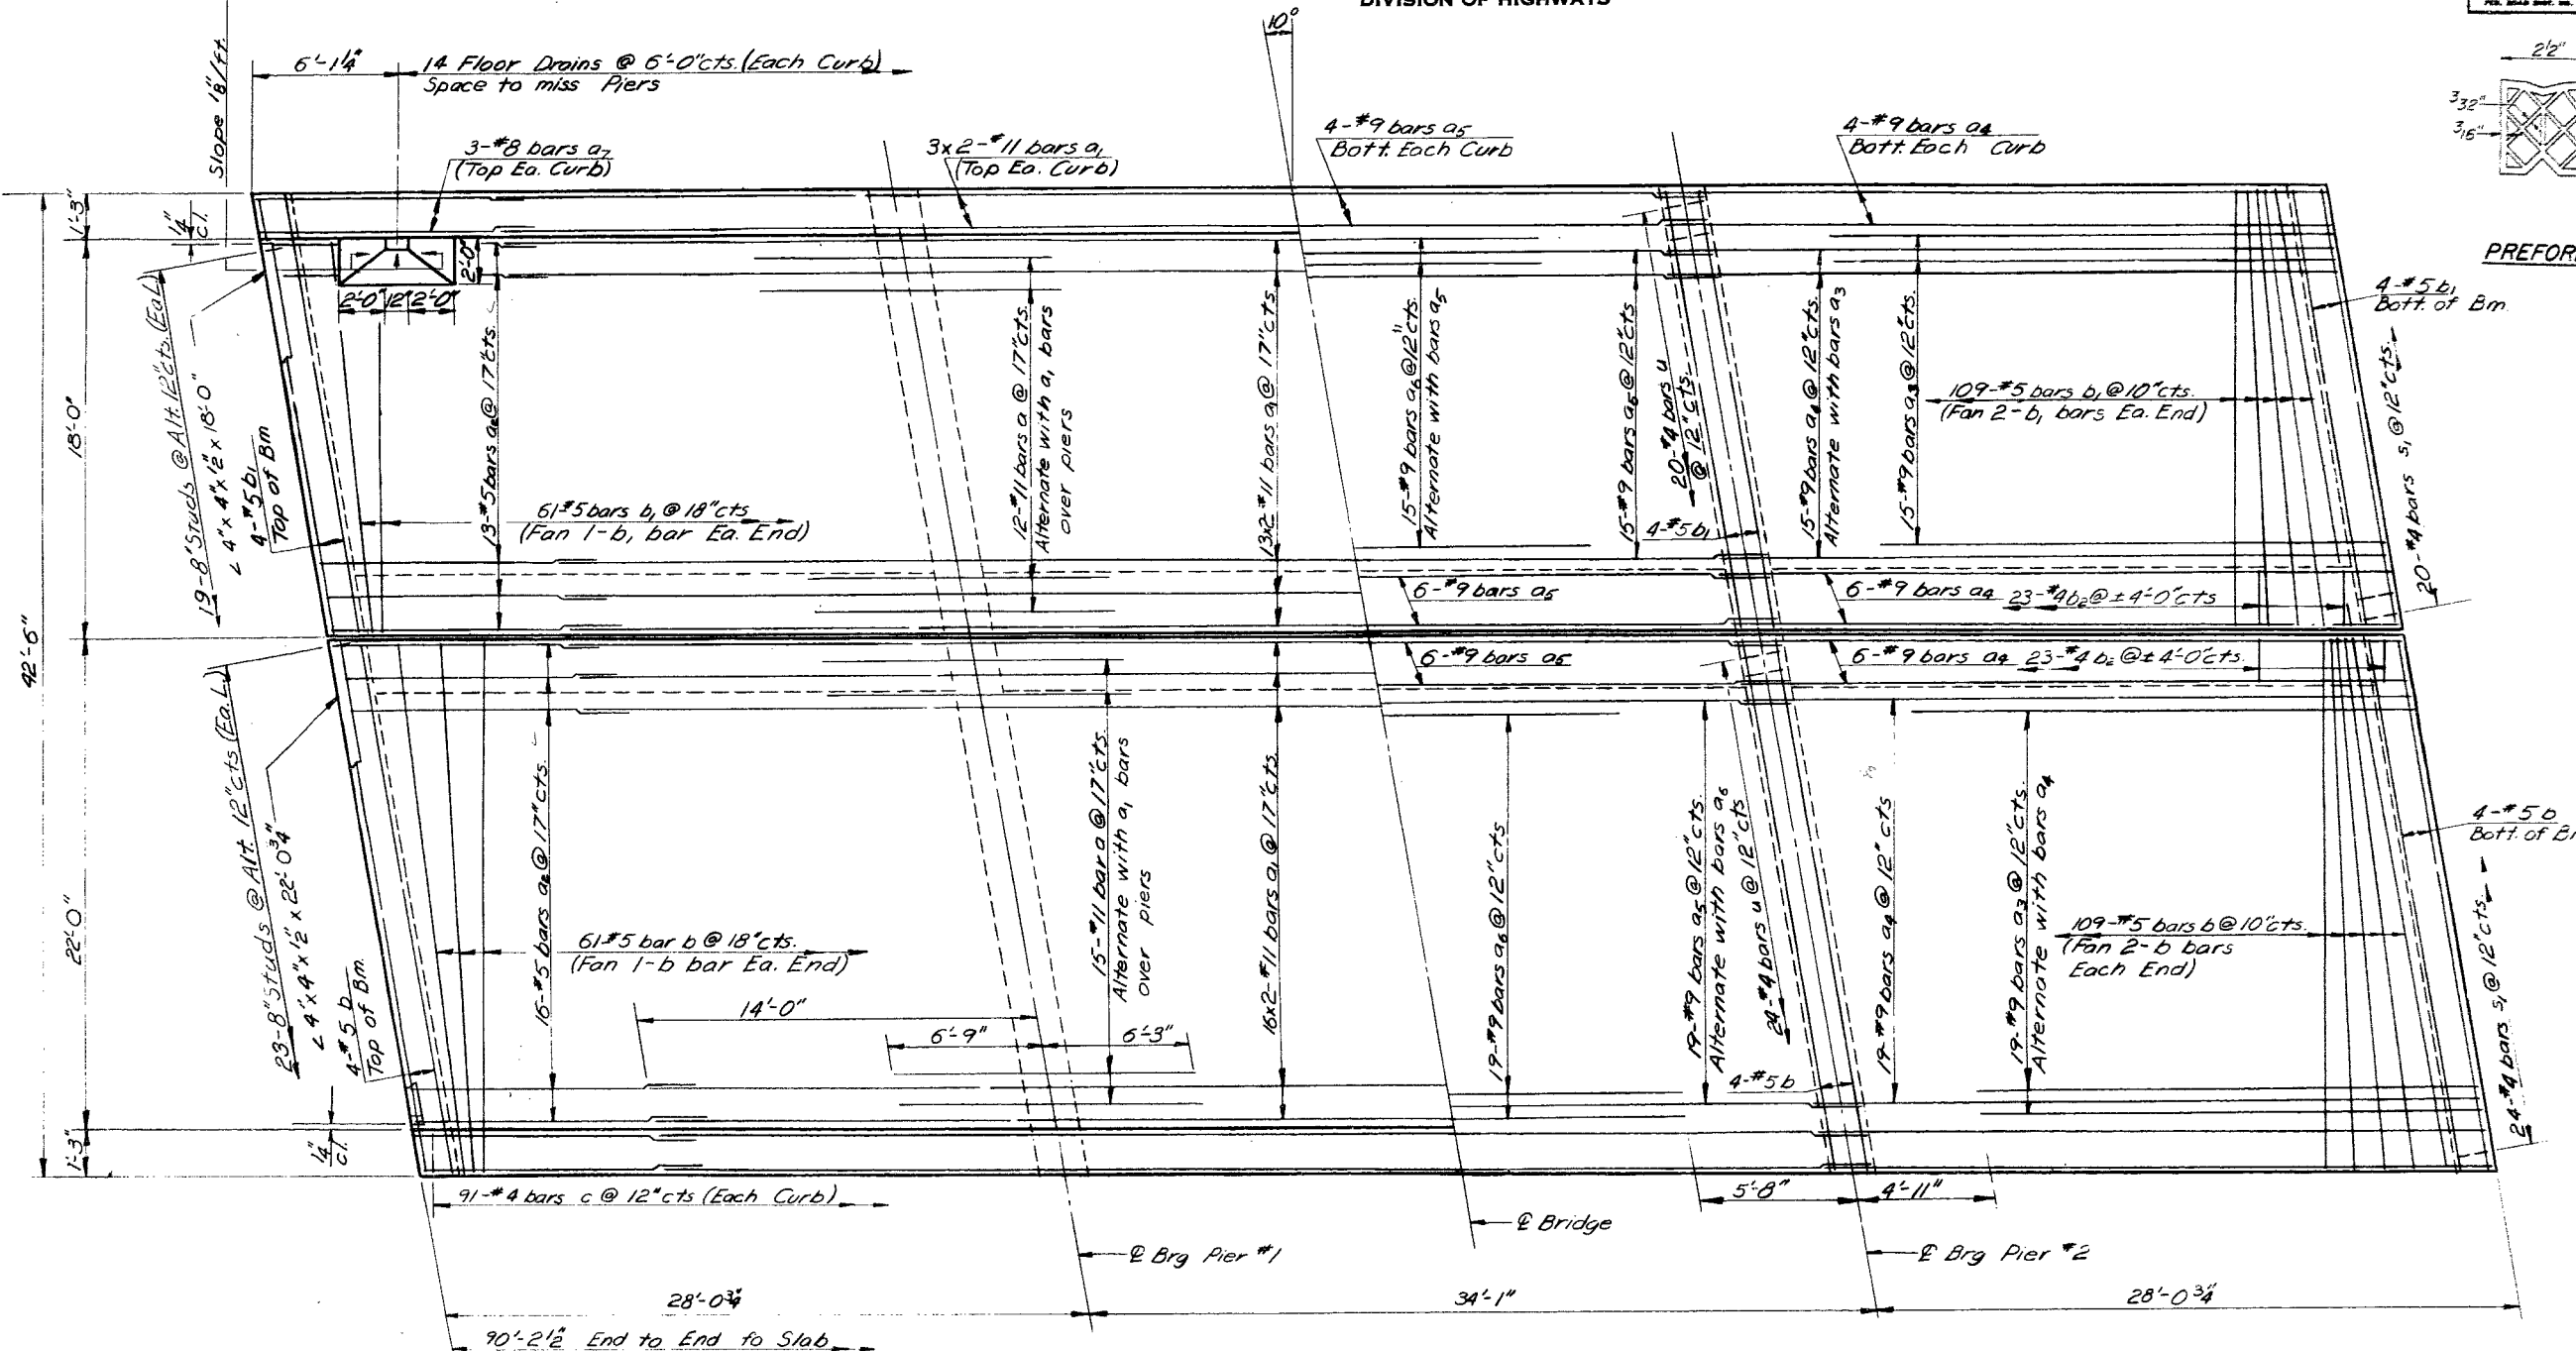 DIVISION OF HIGHWAYS
10°
2'2"
3/32"
3/16"
PREFOR
Slope 1/8"/ft.
6'-1¼"
14 Floor Drains @ 6'-0"cts. (Each Curb)
Space to miss Piers
3-#8 bars a7
(Top Ea. Curb)
3x2-#11 bars a1
(Top Ea. Curb)
4-#9 bars a5
Bott. Each Curb
4-#9 bars a4
Bott. Each Curb
1'-3"
¼"
cl.
2'-0"
2'-0"
12"
2'-0"
18'-0"
42'-6"
22'-0"
1'-3"
¼"
cl.
19-8"Studs @ Alt. 12"cts. (Ea. L)
∠ 4"x 4"x ½"x 18'-0"
4-#5 b1
Top of Bm
13-#5 bars a2 @ 17"cts.
12-#11 bars a @ 17"cts.
Alternate with a1 bars
over piers
13x2-#11 bars a1 @ 17"cts.
15-#9 bars a6 @ 12"cts.
Alternate with bars a5
15-#9 bars a5 @ 12"cts
20-#4 bars u
@ 12"cts.
15-#9 bars a4 @ 12"cts.
Alternate with bars a3
15-#9 bars a3 @ 12"cts.
109-#5 bars b1 @ 10"cts.
(Fan 2-b1 bars Ea. End)
4-#5 b1
Bott. of Bm.
20-#4 bars s1 @ 12"cts.
61#5 bars b1 @ 18"cts
(Fan 1-b1 bar Ea. End)
4-#5 b1
6-#9 bars a5
6-#9 bars a4
23-#4 b2 @ ± 4'-0"cts
6-#9 bars a5
6-#9 bars a4
23-#4 b2 @ ± 4'-0"cts.
23-8"Studs @ Alt. 12"cts (Ea. L)
∠ 4"x 4"x ½"x 22'-0¾"
4-#5 b
Top of Bm.
16-#5 bars a2 @ 17"cts.
61#5 bar b @ 18"cts.
(Fan 1-b bar Ea. End)
14'-0"
6'-9"
6'-3"
15-#11 bar a @ 17"cts.
Alternate with a1 bars
over piers
16x2-#11 bars a1 @ 17"cts.
19-#9 bars a6 @ 12"cts
19-#9 bars a5 @ 12"cts.
Alternate with bars a6
24-#4 bars u @ 12"cts
4-#5 b
19-#9 bars a4 @ 12"cts
19-#9 bars a3 @ 12"cts.
Alternate with bars a4
109-#5 bars b @ 10"cts.
(Fan 2-b bars
Each End)
4-#5 b
Bott. of
24-#4 bars s1 @ 12"cts.
91-#4 bars c @ 12"cts (Each Curb)
5'-8"
4'-11"
℄ Bridge
℄ Brg Pier #1
℄ Brg Pier #2
28'-0¾"
34'-1"
28'-0¾"
90'-2½" End to End fo Slab